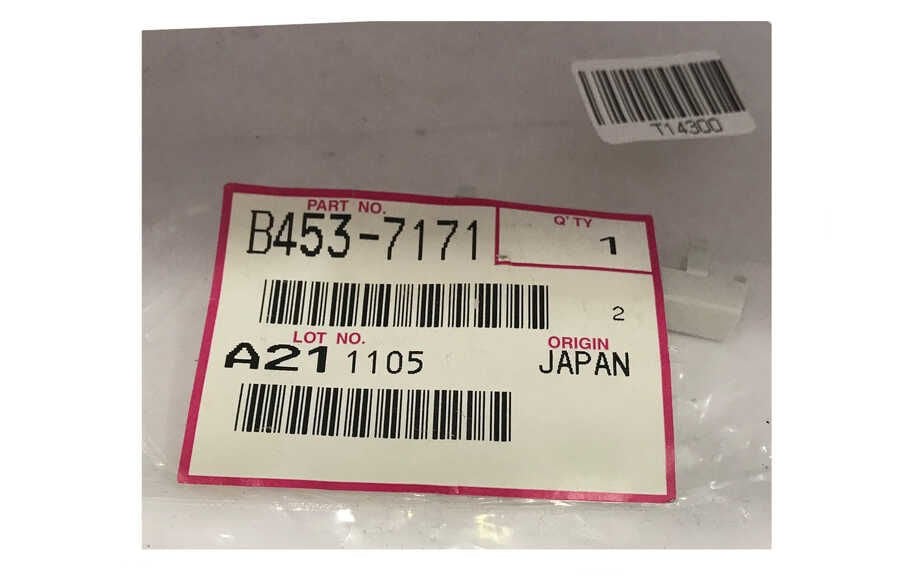 T14300
PART NO.
B453-7171
Q'TY
1
2
LOT NO.
A21 1105
ORIGIN
JAPAN